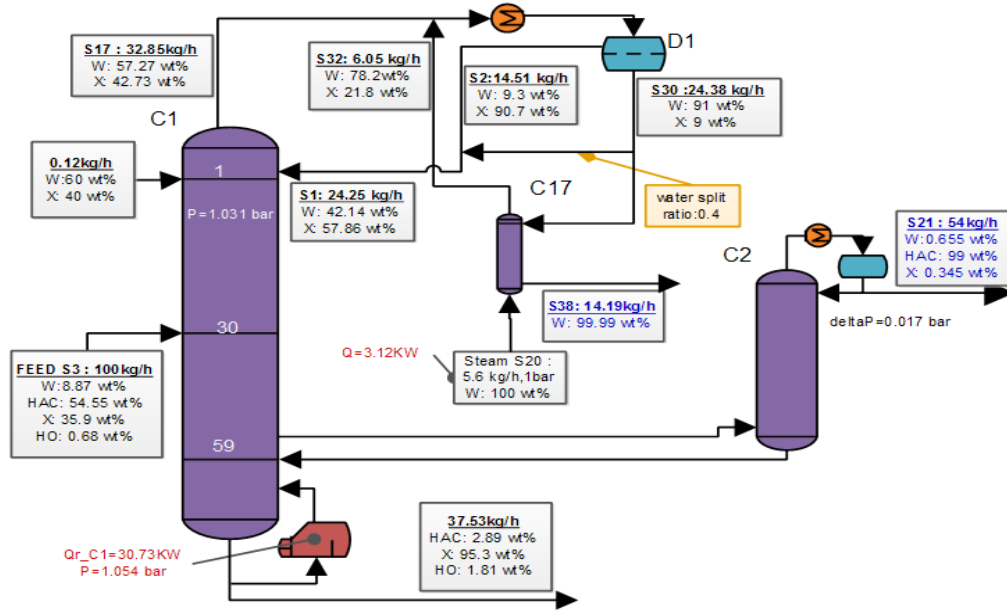 S17 : 32.85kg/h
W: 57.27 wt%
X: 42.73 wt%
S32: 6.05 kg/h
W: 78.2wt%
X: 21.8 wt%
S2:14.51 kg/h
W: 9.3 wt%
X: 90.7 wt%
D1
S30 :24.38 kg/h
W: 91 wt%
X: 9 wt%
C1
0.12kg/h
W:60 wt%
X: 40 wt%
1
P=1.031 bar
S1: 24.25 kg/h
W: 42.14 wt%
X: 57.86 wt%
C17
water split
ratio:0.4
C2
S21 : 54kg/h
W:0.655 wt%
HAC: 99 wt%
X: 0.345 wt%
deltaP=0.017 bar
S38: 14.19kg/h
W: 99.99 wt%
30
Q=3.12KW
Steam S20 :
5.6 kg/h,1bar
W: 100 wt%
FEED S3 : 100kg/h
W:8.87 wt%
HAC: 54.55 wt%
X: 35.9 wt%
HO: 0.68 wt%
59
Qr_C1=30.73KW
P=1.054 bar
37.53kg/h
HAC: 2.89 wt%
X: 95.3 wt%
HO: 1.81 wt%